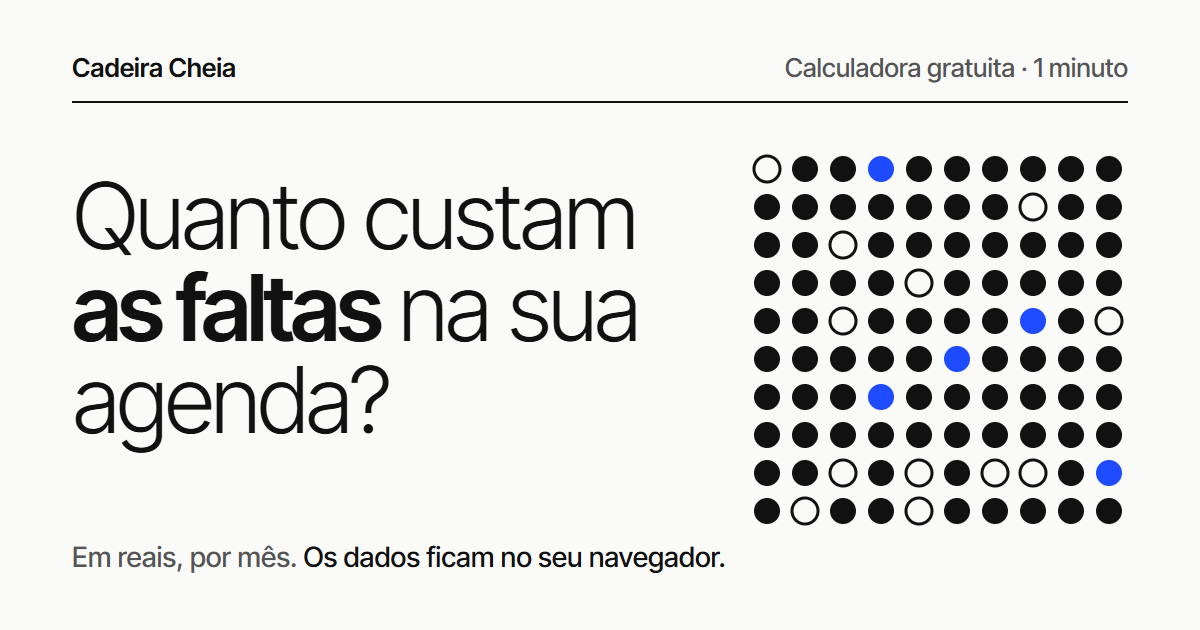 Cadeira Cheia
Calculadora gratuita · 1 minuto
Quanto custam
as faltas na sua
agenda?
Em reais, por mês. Os dados ficam no seu navegador.